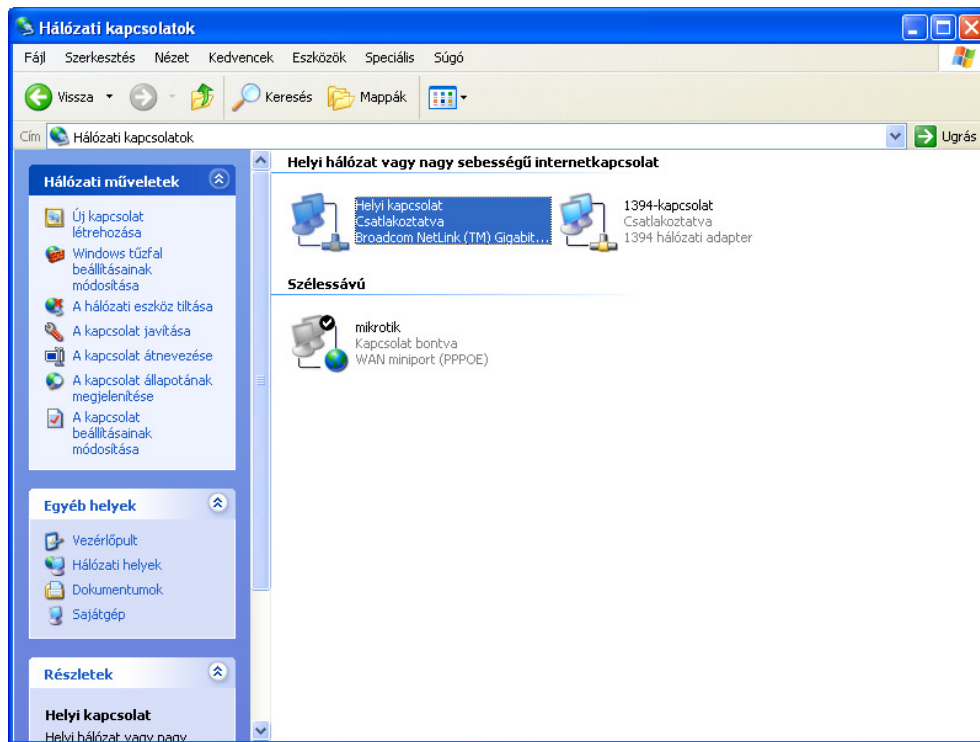 Hálózati kapcsolatok
Fájl Szerkesztés Nézet Kedvencek Eszközök Speciális Súgó
Vissza Keresés Mappák
Cím Hálózati kapcsolatok Ugrás
Hálózati műveletek
Új kapcsolat
létrehozása
Windows tűzfal
beállításainak
módosítása
A hálózati eszköz tiltása
A kapcsolat javítása
A kapcsolat átnevezése
A kapcsolat állapotának
megjelenítése
A kapcsolat
beállításainak
módosítása
Egyéb helyek
Vezérlőpult
Hálózati helyek
Dokumentumok
Sajátgép
Részletek
Helyi kapcsolat
Helyi hálózat vagy nagy
Helyi hálózat vagy nagy sebességű internetkapcsolat
Helyi kapcsolat
Csatlakoztatva
Broadcom NetLink (TM) Gigabit...
1394-kapcsolat
Csatlakoztatva
1394 hálózati adapter
Szélessávú
mikrotik
Kapcsolat bontva
WAN miniport (PPPOE)